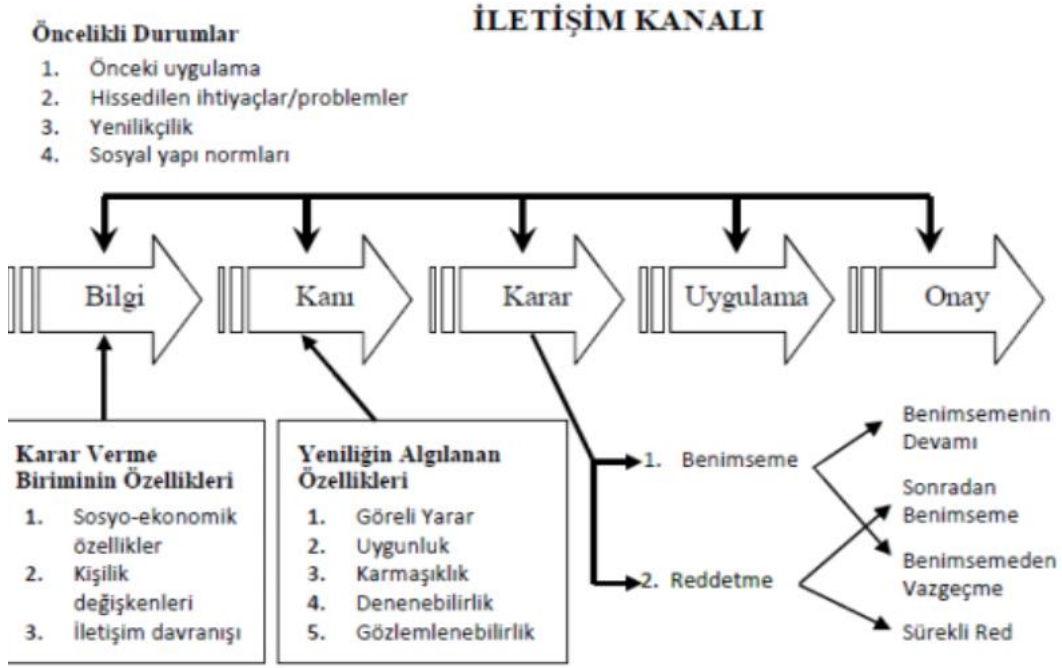 İLETİŞİM KANALI
Öncelikli Durumlar
1. Önceki uygulama
2. Hissedilen ihtiyaçlar/problemler
3. Yenilikçilik
4. Sosyal yapı normları
Bilgi
Kanı
Karar
Uygulama
Onay
Karar Verme
Biriminin Özellikleri
1. Sosyo-ekonomik
özellikler
2. Kişilik
değişkenleri
3. İletişim davranışı
Yeniliğin Algılanan
Özellikleri
1. Göreli Yarar
2. Uygunluk
3. Karmaşıklık
4. Denenebilirlik
5. Gözlemlenebilirlik
1. Benimseme
2. Reddetme
Benimsemenin
Devamı
Sonradan
Benimseme
Benimsemeden
Vazgeçme
Sürekli Red